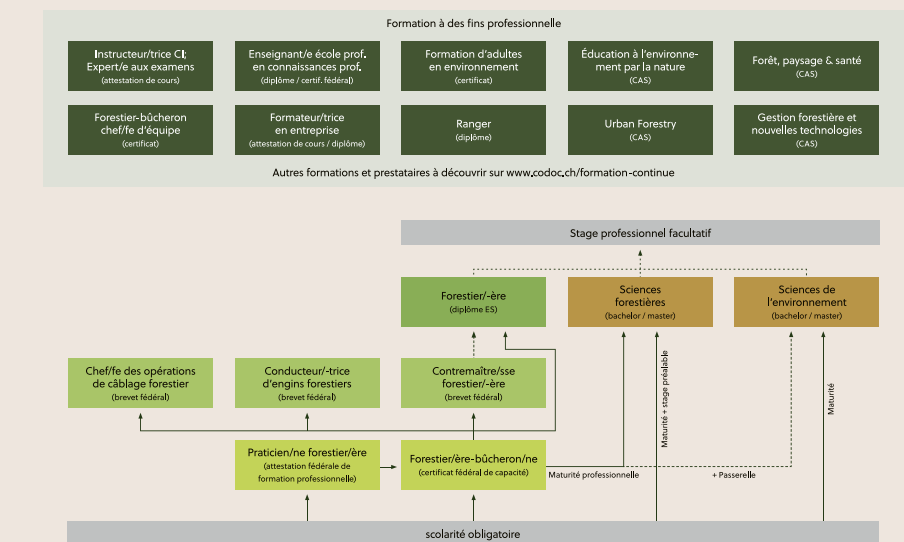 Formation à des fins professionnelle
Instructeur/trice CI;
Expert/e aux examens
(attestation de cours)
Enseignant/e école prof.
en connaissances prof.
(diplôme / certif. fédéral)
Formation d'adultes
en environnement
(certificat)
Éducation à l'environne-
ment par la nature
(CAS)
Forêt, paysage & santé
(CAS)
Forestier-bûcheron
chef/fe d'équipe
(certificat)
Formateur/trice
en entreprise
(attestation de cours / diplôme)
Ranger
(diplôme)
Urban Forestry
(CAS)
Gestion forestière et
nouvelles technologies
(CAS)
Autres formations et prestataires à découvrir sur www.codoc.ch/formation-continue
Stage professionnel facultatif
Forestier/-ère
(diplôme ES)
Sciences
forestières
(bachelor / master)
Sciences de
l'environnement
(bachelor / master)
Chef/fe des opérations
de câblage forestier
(brevet fédéral)
Conducteur/-trice
d'engins forestiers
(brevet fédéral)
Contremaître/sse
forestier/-ère
(brevet fédéral)
Maturité + stage préalable
Maturité
Praticien/ne forestier/ère
(attestation fédérale de
formation professionnelle)
Forestier/ère-bûcheron/ne
(certificat fédéral de capacité)
Maturité professionnelle
+ Passerelle
scolarité obligatoire